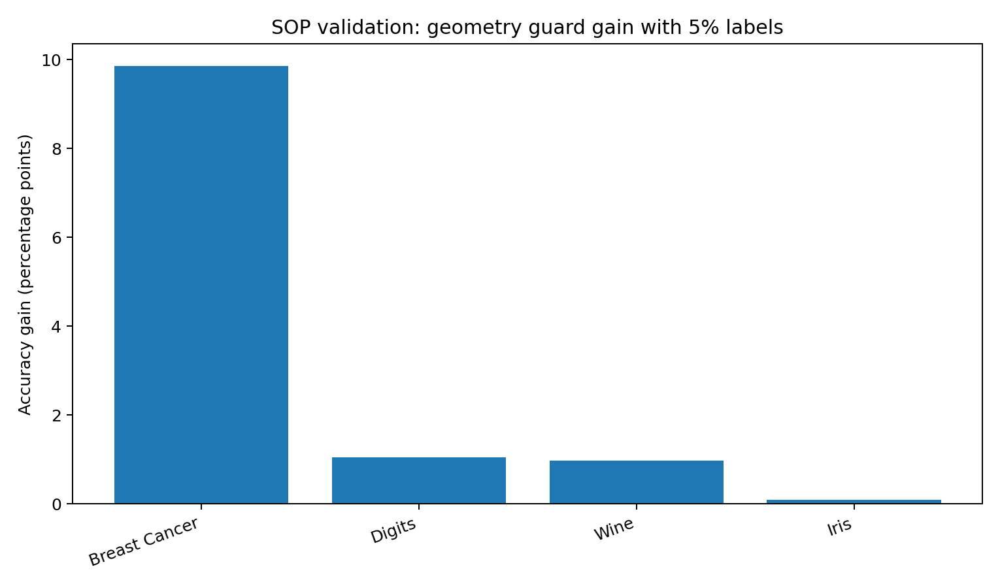 SOP validation: geometry guard gain with 5% labels
Accuracy gain (percentage points)
10
8
6
4
2
0
Breast Cancer
Digits
Wine
Iris